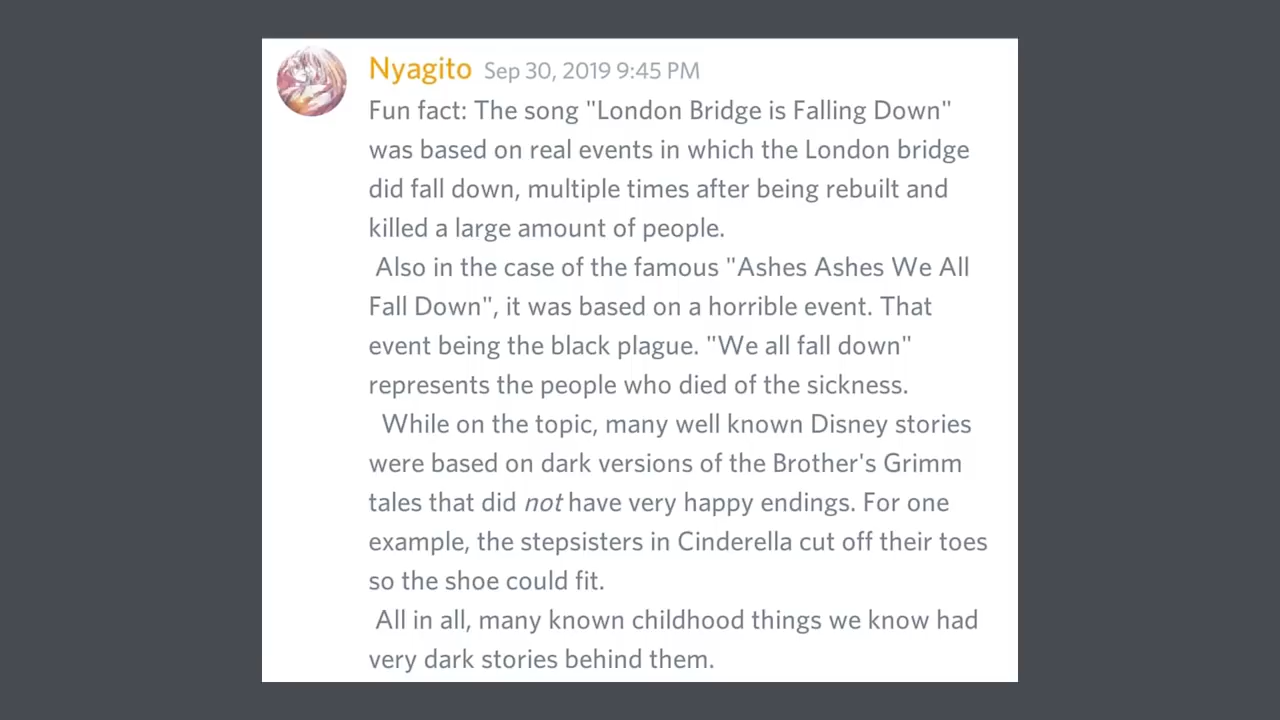 Nyagito Sep 30, 2019 9:45 PM
Fun fact: The song "London Bridge is Falling Down"
was based on real events in which the London bridge
did fall down, multiple times after being rebuilt and
killed a large amount of people.
Also in the case of the famous "Ashes Ashes We All
Fall Down", it was based on a horrible event. That
event being the black plague. "We all fall down"
represents the people who died of the sickness.
While on the topic, many well known Disney stories
were based on dark versions of the Brother's Grimm
tales that did not have very happy endings. For one
example, the stepsisters in Cinderella cut off their toes
so the shoe could fit.
All in all, many known childhood things we know had
very dark stories behind them.